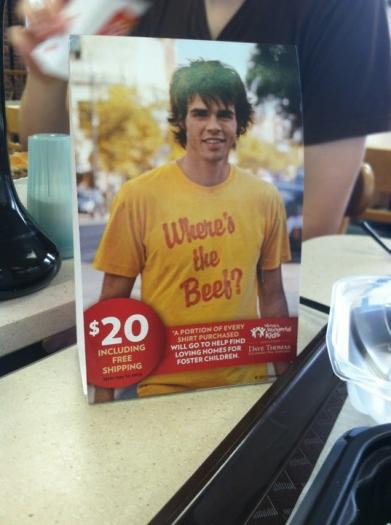 Where's
the
Beef?
$20
INCLUDING
FREE
SHIPPING
"A PORTION OF EVERY
SHIRT PURCHASED
WILL GO TO HELP FIND
LOVING HOMES FOR
FOSTER CHILDREN.
Wendy's
Wonderful
Kids
DAVE THOMAS